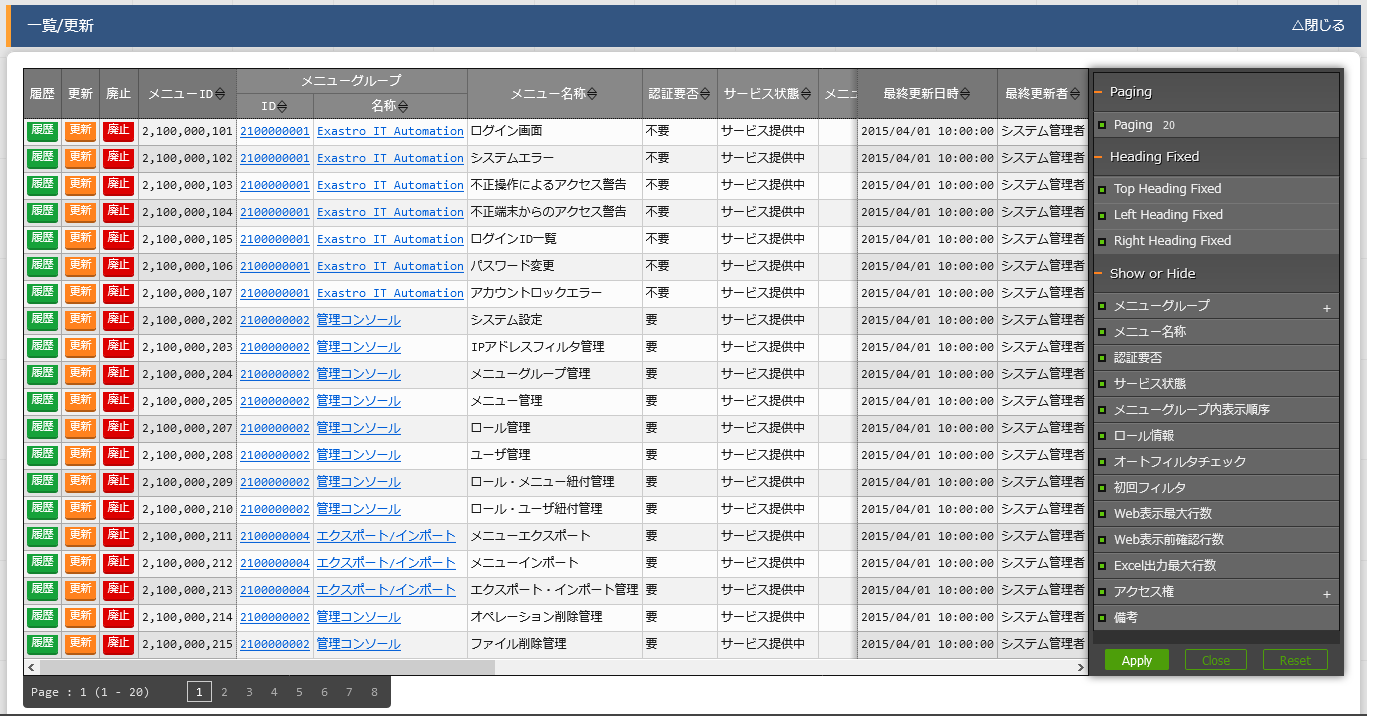 一覧/更新 △閉じる
履歴 更新 廃止 メニューID メニューグループ メニュー名称 認証要否 サービス状態 メニュ 最終更新日時 最終更新者
ID 名称
履歴 更新 廃止 2,100,000,101 2100000001 Exastro IT Automation ログイン画面 不要 サービス提供中 2015/04/01 10:00:00 システム管理者
履歴 更新 廃止 2,100,000,102 2100000001 Exastro IT Automation システムエラー 不要 サービス提供中 2015/04/01 10:00:00 システム管理者
履歴 更新 廃止 2,100,000,103 2100000001 Exastro IT Automation 不正操作によるアクセス警告 不要 サービス提供中 2015/04/01 10:00:00 システム管理者
履歴 更新 廃止 2,100,000,104 2100000001 Exastro IT Automation 不正端末からのアクセス警告 不要 サービス提供中 2015/04/01 10:00:00 システム管理者
履歴 更新 廃止 2,100,000,105 2100000001 Exastro IT Automation ログインID一覧 不要 サービス提供中 2015/04/01 10:00:00 システム管理者
履歴 更新 廃止 2,100,000,106 2100000001 Exastro IT Automation パスワード変更 不要 サービス提供中 2015/04/01 10:00:00 システム管理者
履歴 更新 廃止 2,100,000,107 2100000001 Exastro IT Automation アカウントロックエラー 不要 サービス提供中 2015/04/01 10:00:00 システム管理者
履歴 更新 廃止 2,100,000,202 2100000002 管理コンソール システム設定 要 サービス提供中 2015/04/01 10:00:00 システム管理者
履歴 更新 廃止 2,100,000,203 2100000002 管理コンソール IPアドレスフィルタ管理 要 サービス提供中 2015/04/01 10:00:00 システム管理者
履歴 更新 廃止 2,100,000,204 2100000002 管理コンソール メニューグループ管理 要 サービス提供中 2015/04/01 10:00:00 システム管理者
履歴 更新 廃止 2,100,000,205 2100000002 管理コンソール メニュー管理 要 サービス提供中 2015/04/01 10:00:00 システム管理者
履歴 更新 廃止 2,100,000,207 2100000002 管理コンソール ロール管理 要 サービス提供中 2015/04/01 10:00:00 システム管理者
履歴 更新 廃止 2,100,000,208 2100000002 管理コンソール ユーザ管理 要 サービス提供中 2015/04/01 10:00:00 システム管理者
履歴 更新 廃止 2,100,000,209 2100000002 管理コンソール ロール・メニュー紐付管理 要 サービス提供中 2015/04/01 10:00:00 システム管理者
履歴 更新 廃止 2,100,000,210 2100000002 管理コンソール ロール・ユーザ紐付管理 要 サービス提供中 2015/04/01 10:00:00 システム管理者
履歴 更新 廃止 2,100,000,211 2100000004 エクスポート/インポート メニューエクスポート 要 サービス提供中 2015/04/01 10:00:00 システム管理者
履歴 更新 廃止 2,100,000,212 2100000004 エクスポート/インポート メニューインポート 要 サービス提供中 2015/04/01 10:00:00 システム管理者
履歴 更新 廃止 2,100,000,213 2100000004 エクスポート/インポート エクスポート・インポート管理 要 サービス提供中 2015/04/01 10:00:00 システム管理者
履歴 更新 廃止 2,100,000,214 2100000002 管理コンソール オペレーション削除管理 要 サービス提供中 2015/04/01 10:00:00 システム管理者
履歴 更新 廃止 2,100,000,215 2100000002 管理コンソール ファイル削除管理 要 サービス提供中 2015/04/01 10:00:00 システム管理者
Page : 1 (1 - 20) 1 2 3 4 5 6 7 8
Paging
Paging 20
Heading Fixed
Top Heading Fixed
Left Heading Fixed
Right Heading Fixed
Show or Hide
メニューグループ +
メニュー名称
認証要否
サービス状態
メニューグループ内表示順序
ロール情報
オートフィルタチェック
初回フィルタ
Web表示最大行数
Web表示前確認行数
Excel出力最大行数
アクセス権 +
備考
Apply Close Reset